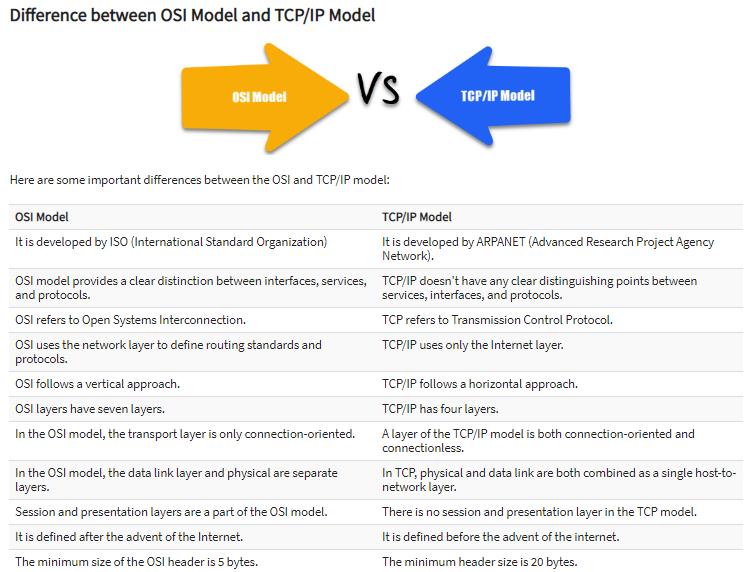 Difference between OSI Model and TCP/IP Model
OSI Model
VS
TCP/IP Model
Here are some important differences between the OSI and TCP/IP model:
OSI Model
TCP/IP Model
It is developed by ISO (International Standard Organization)
It is developed by ARPANET (Advanced Research Project Agency
Network).
OSI model provides a clear distinction between interfaces, services,
and protocols.
TCP/IP doesn't have any clear distinguishing points between
services, interfaces, and protocols.
OSI refers to Open Systems Interconnection.
TCP refers to Transmission Control Protocol.
OSI uses the network layer to define routing standards and
protocols.
TCP/IP uses only the Internet layer.
OSI follows a vertical approach.
TCP/IP follows a horizontal approach.
OSI layers have seven layers.
TCP/IP has four layers.
In the OSI model, the transport layer is only connection-oriented.
A layer of the TCP/IP model is both connection-oriented and
connectionless.
In the OSI model, the data link layer and physical are separate
layers.
In TCP, physical and data link are both combined as a single host-to-
network layer.
Session and presentation layers are a part of the OSI model.
There is no session and presentation layer in the TCP model.
It is defined after the advent of the Internet.
It is defined before the advent of the internet.
The minimum size of the OSI header is 5 bytes.
The minimum header size is 20 bytes.